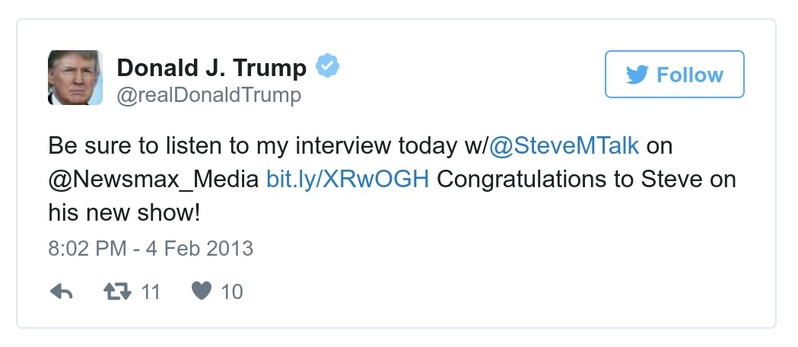 Donald J. Trump
@realDonaldTrump
Follow
Be sure to listen to my interview today w/@SteveMTalk on
@Newsmax_Media bit.ly/XRwOGH Congratulations to Steve on
his new show!
8:02 PM - 4 Feb 2013
11 10